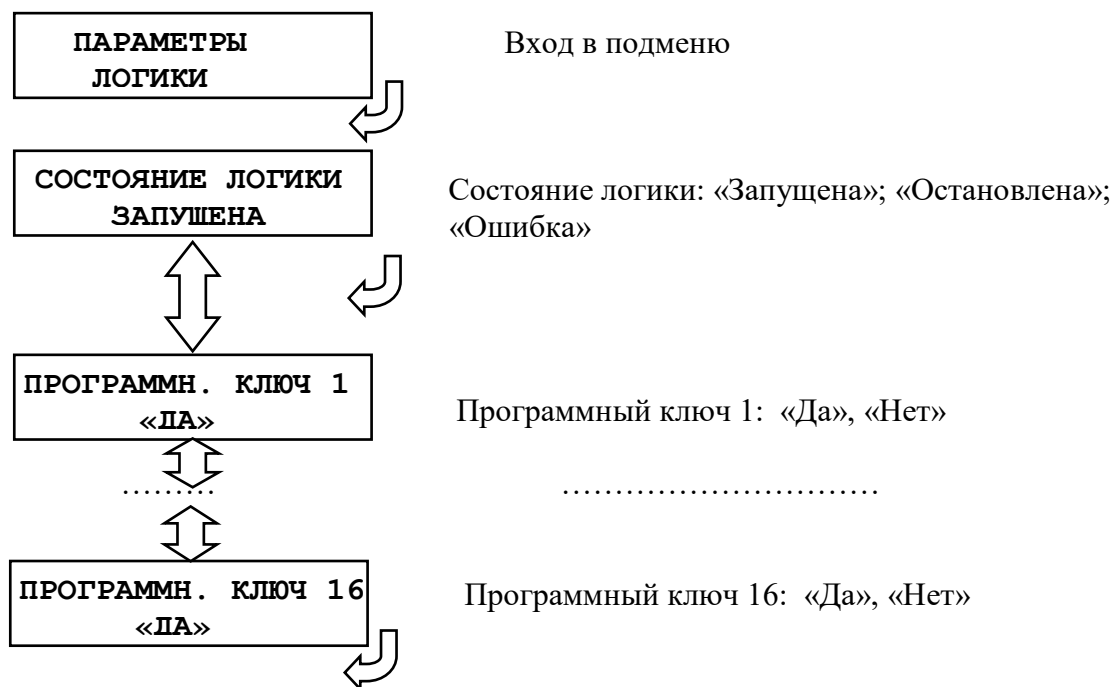 ПАРАМЕТРЫ
ЛОГИКИ
Вход в подменю
СОСТОЯНИЕ ЛОГИКИ
ЗАПУШЕНА
Состояние логики: «Запущена»; «Остановлена»;
«Ошибка»
ПРОГРАММН. КЛЮЧ 1
«ДА»
Программный ключ 1: «Да», «Нет»
......... ..............................
ПРОГРАММН. КЛЮЧ 16
«ДА»
Программный ключ 16: «Да», «Нет»